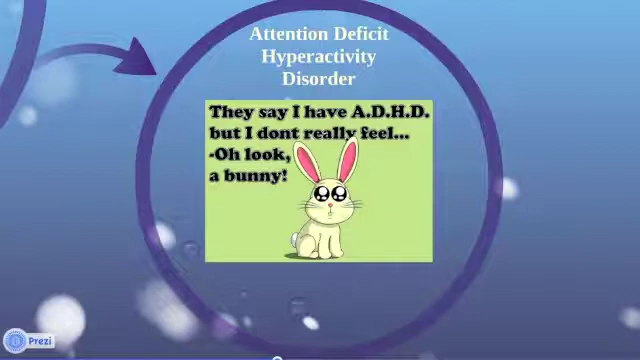 Attention Deficit
Hyperactivity
Disorder
They say I have A.D.H.D.
but I dont really feel...
-Oh look,
a bunny!
Prezi